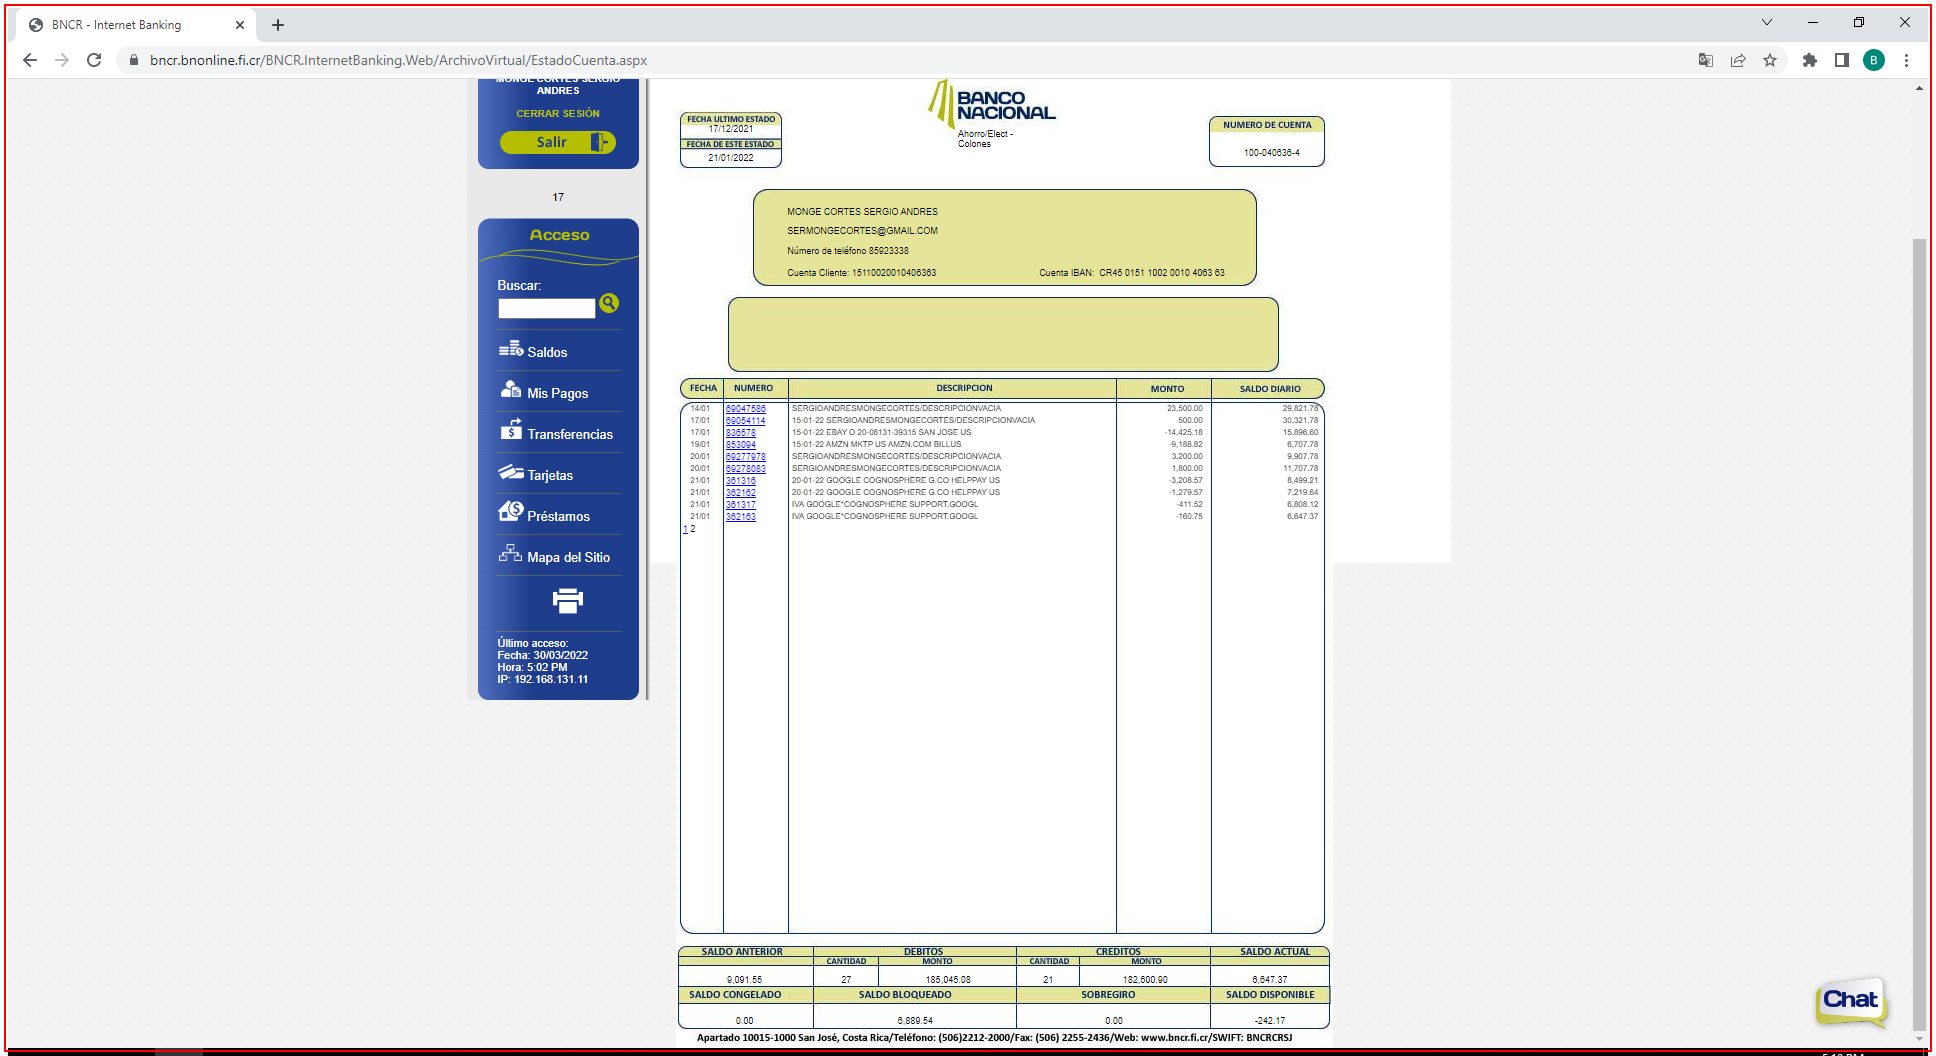 BNCR - Internet Banking
bncr.bnonline.fi.cr/BNCR.InternetBanking.Web/ArchivoVirtual/EstadoCuenta.aspx
B
MONGE CORTES SERGIO
ANDRES
CERRAR SESIÓN
Salir
17
Acceso
Buscar:
Saldos
Mis Pagos
Transferencias
Tarjetas
Préstamos
Mapa del Sitio
Último acceso:
Fecha: 30/03/2022
Hora: 5:02 PM
IP: 192.168.131.11
FECHA ULTIMO ESTADO
17/12/2021
FECHA DE ESTE ESTADO
21/01/2022
BANCO
NACIONAL
Ahorro/Elect -
Colones
NUMERO DE CUENTA
100-040636-4
MONGE CORTES SERGIO ANDRES
SERMONGECORTES@GMAIL.COM
Número de teléfono 85923338
Cuenta Cliente: 15110020010406363 Cuenta IBAN: CR45 0151 1002 0010 4063 63
FECHA NUMERO DESCRIPCION MONTO SALDO DIARIO
14/01 69047586 SERGIOANDRESMONGECORTES/DESCRIPCIONVACIA 23,500.00 29,821.78
17/01 69054114 15-01-22 SERGIOANDRESMONGECORTES/DESCRIPCIONVACIA 500.00 30,321.78
17/01 836578 15-01-22 EBAY O 20-08131-39315 SAN JOSE US -14,425.18 15,896.60
19/01 853094 15-01-22 AMZN MKTP US AMZN.COM BILLUS -9,188.82 6,707.78
20/01 69277978 SERGIOANDRESMONGECORTES/DESCRIPCIONVACIA 3,200.00 9,907.78
20/01 69278083 SERGIOANDRESMONGECORTES/DESCRIPCIONVACIA 1,800.00 11,707.78
21/01 361316 20-01-22 GOOGLE COGNOSPHERE G.CO HELPPAY US -3,208.57 8,499.21
21/01 362162 20-01-22 GOOGLE COGNOSPHERE G.CO HELPPAY US -1,279.57 7,219.64
21/01 361317 IVA GOOGLE*COGNOSPHERE SUPPORT.GOOGL -411.52 6,808.12
21/01 362163 IVA GOOGLE*COGNOSPHERE SUPPORT.GOOGL -160.75 6,647.37
1 2
SALDO ANTERIOR DEBITOS CREDITOS SALDO ACTUAL
CANTIDAD MONTO CANTIDAD MONTO
9,091.55 27 185,045.08 21 182,600.90 6,647.37
SALDO CONGELADO SALDO BLOQUEADO SOBREGIRO SALDO DISPONIBLE
0.00 6,889.54 0.00 -242.17
Apartado 10015-1000 San José, Costa Rica/Teléfono: (506)2212-2000/Fax: (506) 2255-2436/Web: www.bncr.fi.cr/SWIFT: BNCRCRSJ
Chat